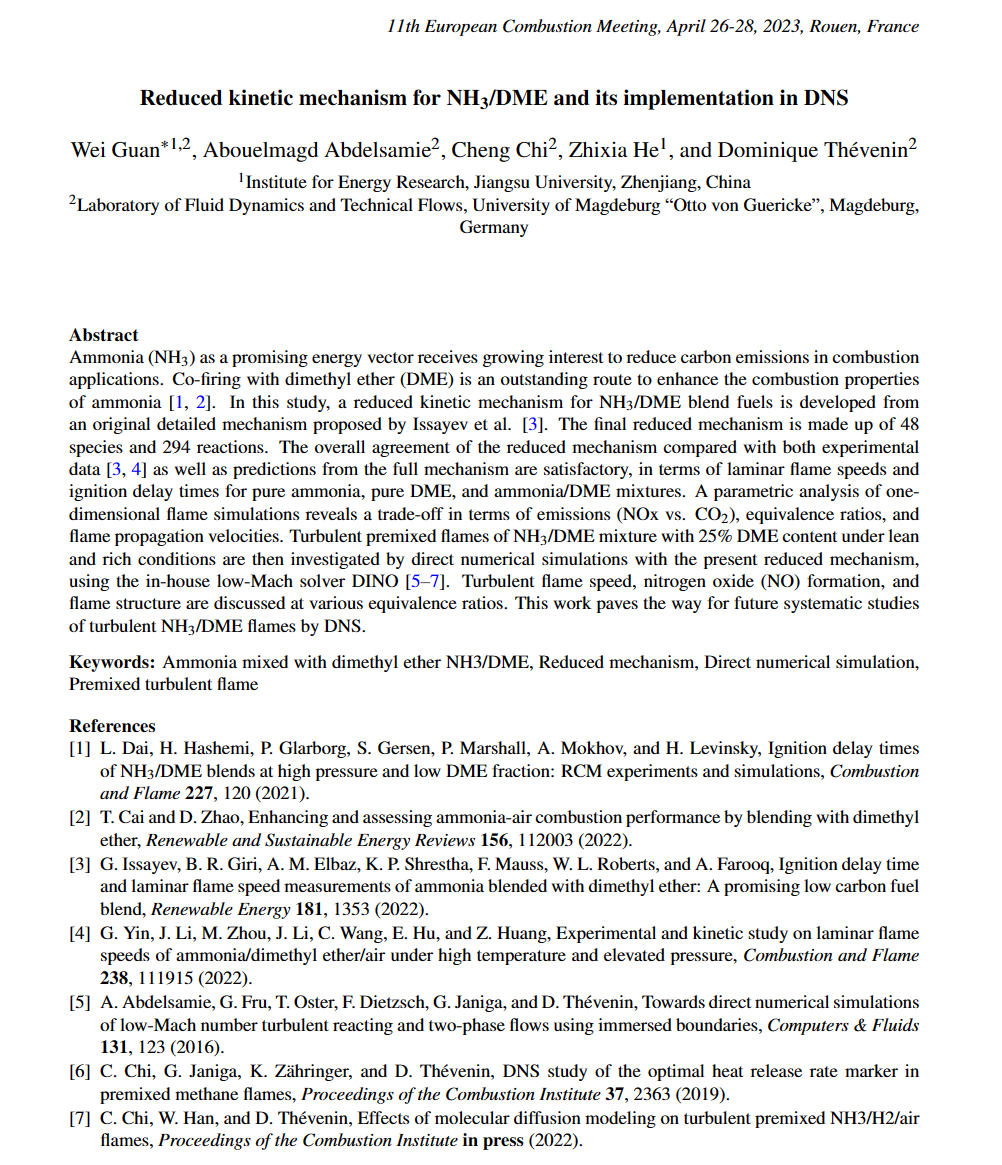 11th European Combustion Meeting, April 26-28, 2023, Rouen, France
Reduced kinetic mechanism for NH3/DME and its implementation in DNS
Wei Guan*1,2, Abouelmagd Abdelsamie2, Cheng Chi2, Zhixia He1, and Dominique Thévenin2
1Institute for Energy Research, Jiangsu University, Zhenjiang, China
2Laboratory of Fluid Dynamics and Technical Flows, University of Magdeburg “Otto von Guericke”, Magdeburg,
Germany
Abstract
Ammonia (NH3) as a promising energy vector receives growing interest to reduce carbon emissions in combustion
applications. Co-firing with dimethyl ether (DME) is an outstanding route to enhance the combustion properties
of ammonia [1, 2]. In this study, a reduced kinetic mechanism for NH3/DME blend fuels is developed from
an original detailed mechanism proposed by Issayev et al. [3]. The final reduced mechanism is made up of 48
species and 294 reactions. The overall agreement of the reduced mechanism compared with both experimental
data [3, 4] as well as predictions from the full mechanism are satisfactory, in terms of laminar flame speeds and
ignition delay times for pure ammonia, pure DME, and ammonia/DME mixtures. A parametric analysis of one-
dimensional flame simulations reveals a trade-off in terms of emissions (NOx vs. CO2), equivalence ratios, and
flame propagation velocities. Turbulent premixed flames of NH3/DME mixture with 25% DME content under lean
and rich conditions are then investigated by direct numerical simulations with the present reduced mechanism,
using the in-house low-Mach solver DINO [5–7]. Turbulent flame speed, nitrogen oxide (NO) formation, and
flame structure are discussed at various equivalence ratios. This work paves the way for future systematic studies
of turbulent NH3/DME flames by DNS.
Keywords: Ammonia mixed with dimethyl ether NH3/DME, Reduced mechanism, Direct numerical simulation,
Premixed turbulent flame
References
[1] L. Dai, H. Hashemi, P. Glarborg, S. Gersen, P. Marshall, A. Mokhov, and H. Levinsky, Ignition delay times
of NH3/DME blends at high pressure and low DME fraction: RCM experiments and simulations, Combustion
and Flame 227, 120 (2021).
[2] T. Cai and D. Zhao, Enhancing and assessing ammonia-air combustion performance by blending with dimethyl
ether, Renewable and Sustainable Energy Reviews 156, 112003 (2022).
[3] G. Issayev, B. R. Giri, A. M. Elbaz, K. P. Shrestha, F. Mauss, W. L. Roberts, and A. Farooq, Ignition delay time
and laminar flame speed measurements of ammonia blended with dimethyl ether: A promising low carbon fuel
blend, Renewable Energy 181, 1353 (2022).
[4] G. Yin, J. Li, M. Zhou, J. Li, C. Wang, E. Hu, and Z. Huang, Experimental and kinetic study on laminar flame
speeds of ammonia/dimethyl ether/air under high temperature and elevated pressure, Combustion and Flame
238, 111915 (2022).
[5] A. Abdelsamie, G. Fru, T. Oster, F. Dietzsch, G. Janiga, and D. Thévenin, Towards direct numerical simulations
of low-Mach number turbulent reacting and two-phase flows using immersed boundaries, Computers & Fluids
131, 123 (2016).
[6] C. Chi, G. Janiga, K. Zähringer, and D. Thévenin, DNS study of the optimal heat release rate marker in
premixed methane flames, Proceedings of the Combustion Institute 37, 2363 (2019).
[7] C. Chi, W. Han, and D. Thévenin, Effects of molecular diffusion modeling on turbulent premixed NH3/H2/air
flames, Proceedings of the Combustion Institute in press (2022).